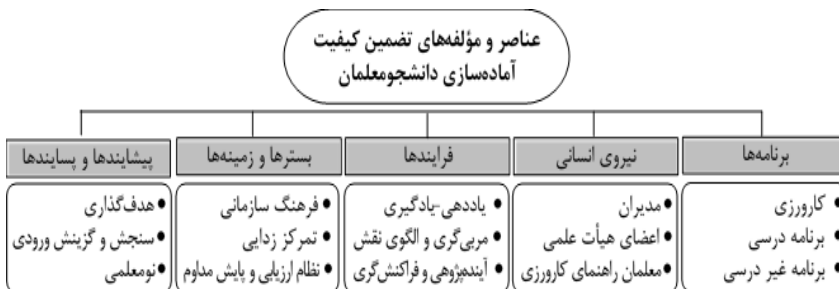 عناصر و مؤلفه‌های تضمین کیفیت
آماده‌سازی دانشجومعلمان
برنامه‌ها
• کارورزی
• برنامه درسی
• برنامه غیر درسی
نیروی انسانی
• مدیران
• اعضای هیأت علمی
• معلمان راهنمای کارورزی
فرایندها
• یاددهی-یادگیری
• مربی‌گری و الگوی نقش
• آینده‌پژوهی و فراکنش‌گری
بسترها و زمینه‌ها
• فرهنگ سازمانی
• تمرکز زدایی
• نظام ارزیابی و پایش مداوم
پیشایندها و پسایندها
• هدف‌گذاری
• سنجش و گزینش ورودی
• نومعلمی